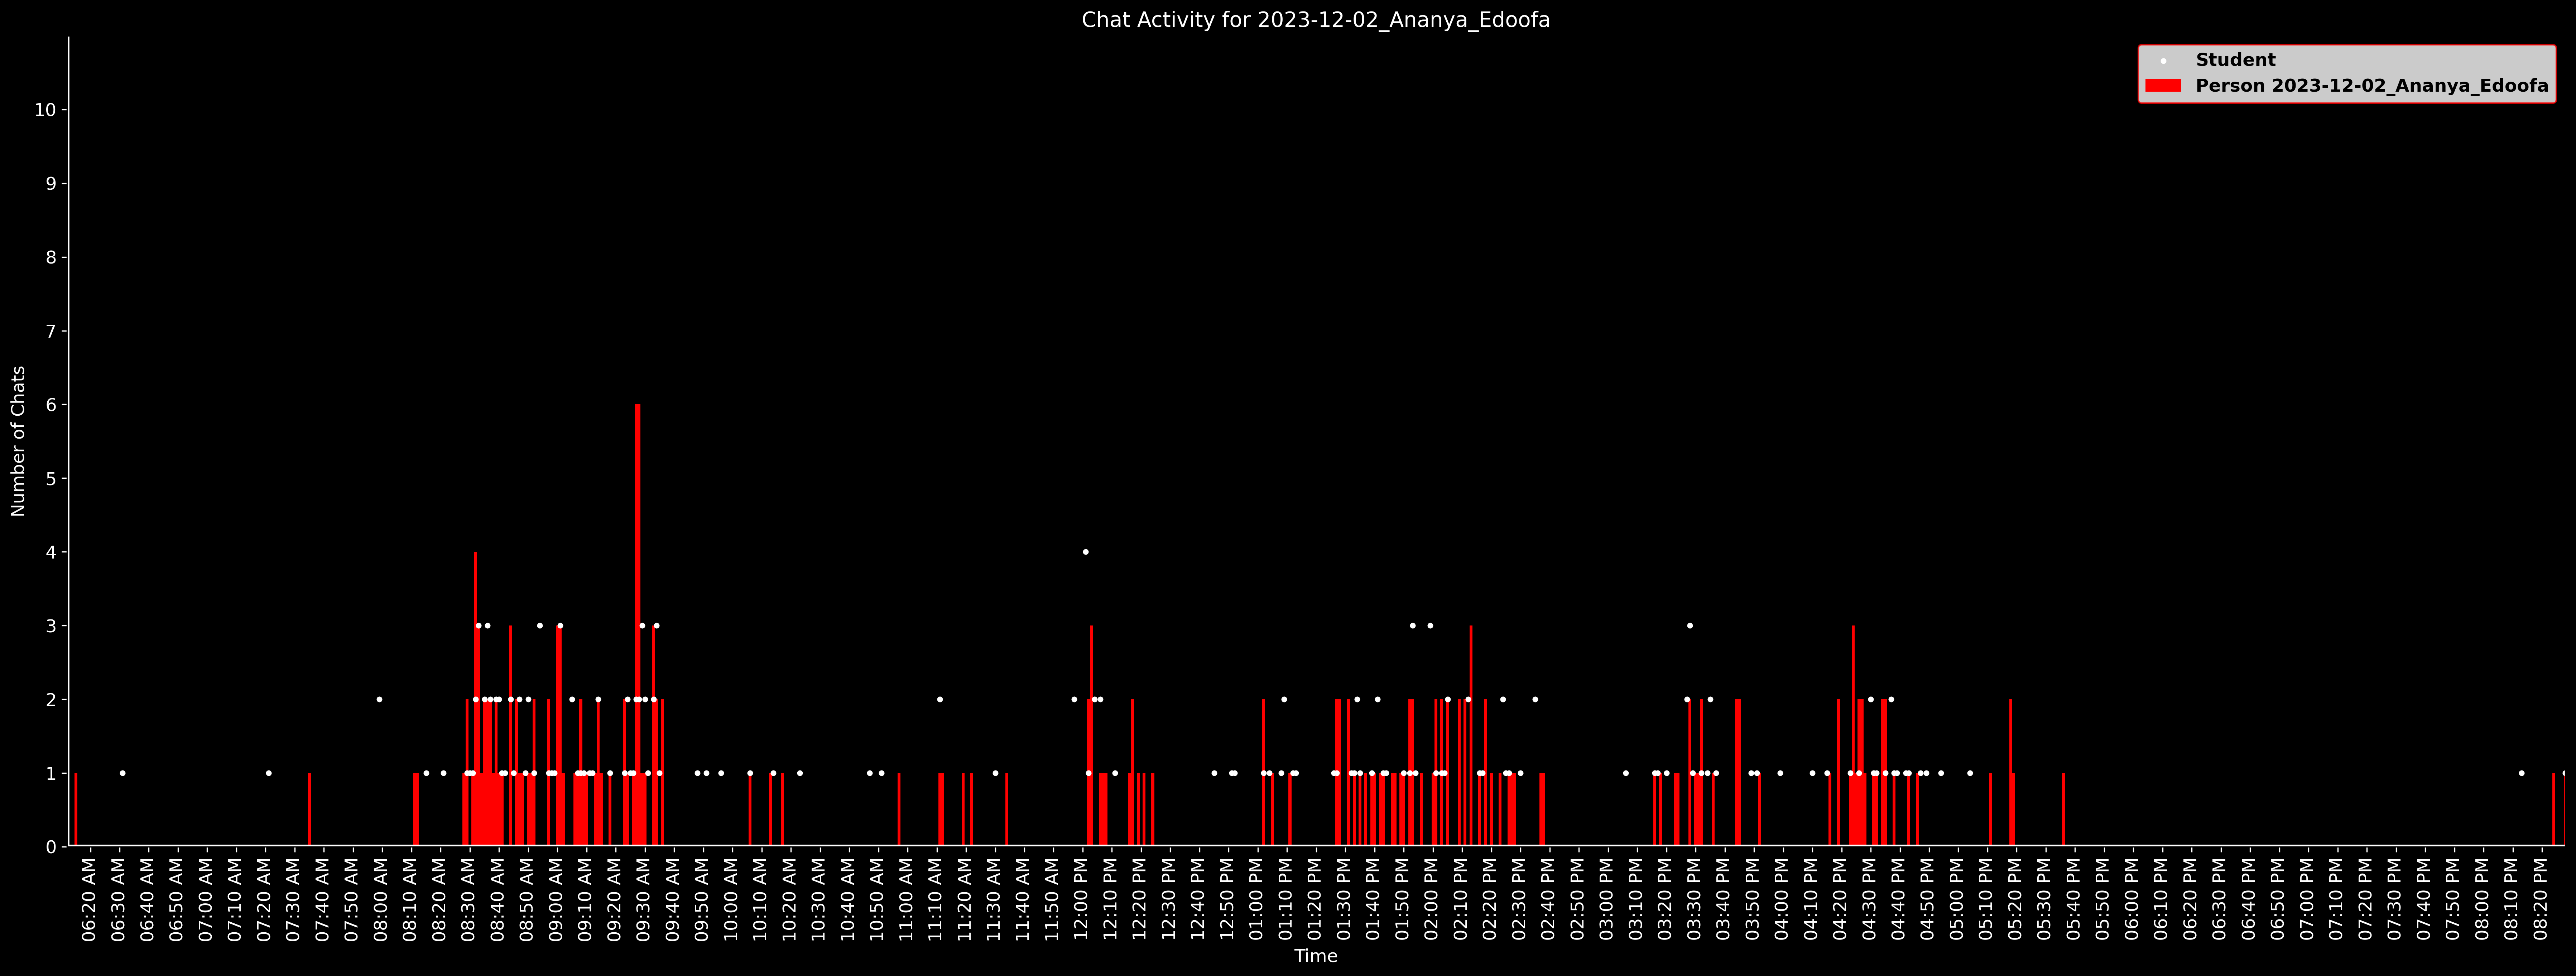 Chat Activity for 2023-12-02_Ananya_Edoofa
Student
Person 2023-12-02_Ananya_Edoofa
Number of Chats
10
9
8
7
6
5
4
3
2
1
0
06:20 AM
06:30 AM
06:40 AM
06:50 AM
07:00 AM
07:10 AM
07:20 AM
07:30 AM
07:40 AM
07:50 AM
08:00 AM
08:10 AM
08:20 AM
08:30 AM
08:40 AM
08:50 AM
09:00 AM
09:10 AM
09:20 AM
09:30 AM
09:40 AM
09:50 AM
10:00 AM
10:10 AM
10:20 AM
10:30 AM
10:40 AM
10:50 AM
11:00 AM
11:10 AM
11:20 AM
11:30 AM
11:40 AM
11:50 AM
12:00 PM
12:10 PM
12:20 PM
12:30 PM
12:40 PM
12:50 PM
01:00 PM
01:10 PM
01:20 PM
01:30 PM
01:40 PM
01:50 PM
02:00 PM
02:10 PM
02:20 PM
02:30 PM
02:40 PM
02:50 PM
03:00 PM
03:10 PM
03:20 PM
03:30 PM
03:40 PM
03:50 PM
04:00 PM
04:10 PM
04:20 PM
04:30 PM
04:40 PM
04:50 PM
05:00 PM
05:10 PM
05:20 PM
05:30 PM
05:40 PM
05:50 PM
06:00 PM
06:10 PM
06:20 PM
06:30 PM
06:40 PM
06:50 PM
07:00 PM
07:10 PM
07:20 PM
07:30 PM
07:40 PM
07:50 PM
08:00 PM
08:10 PM
08:20 PM
Time